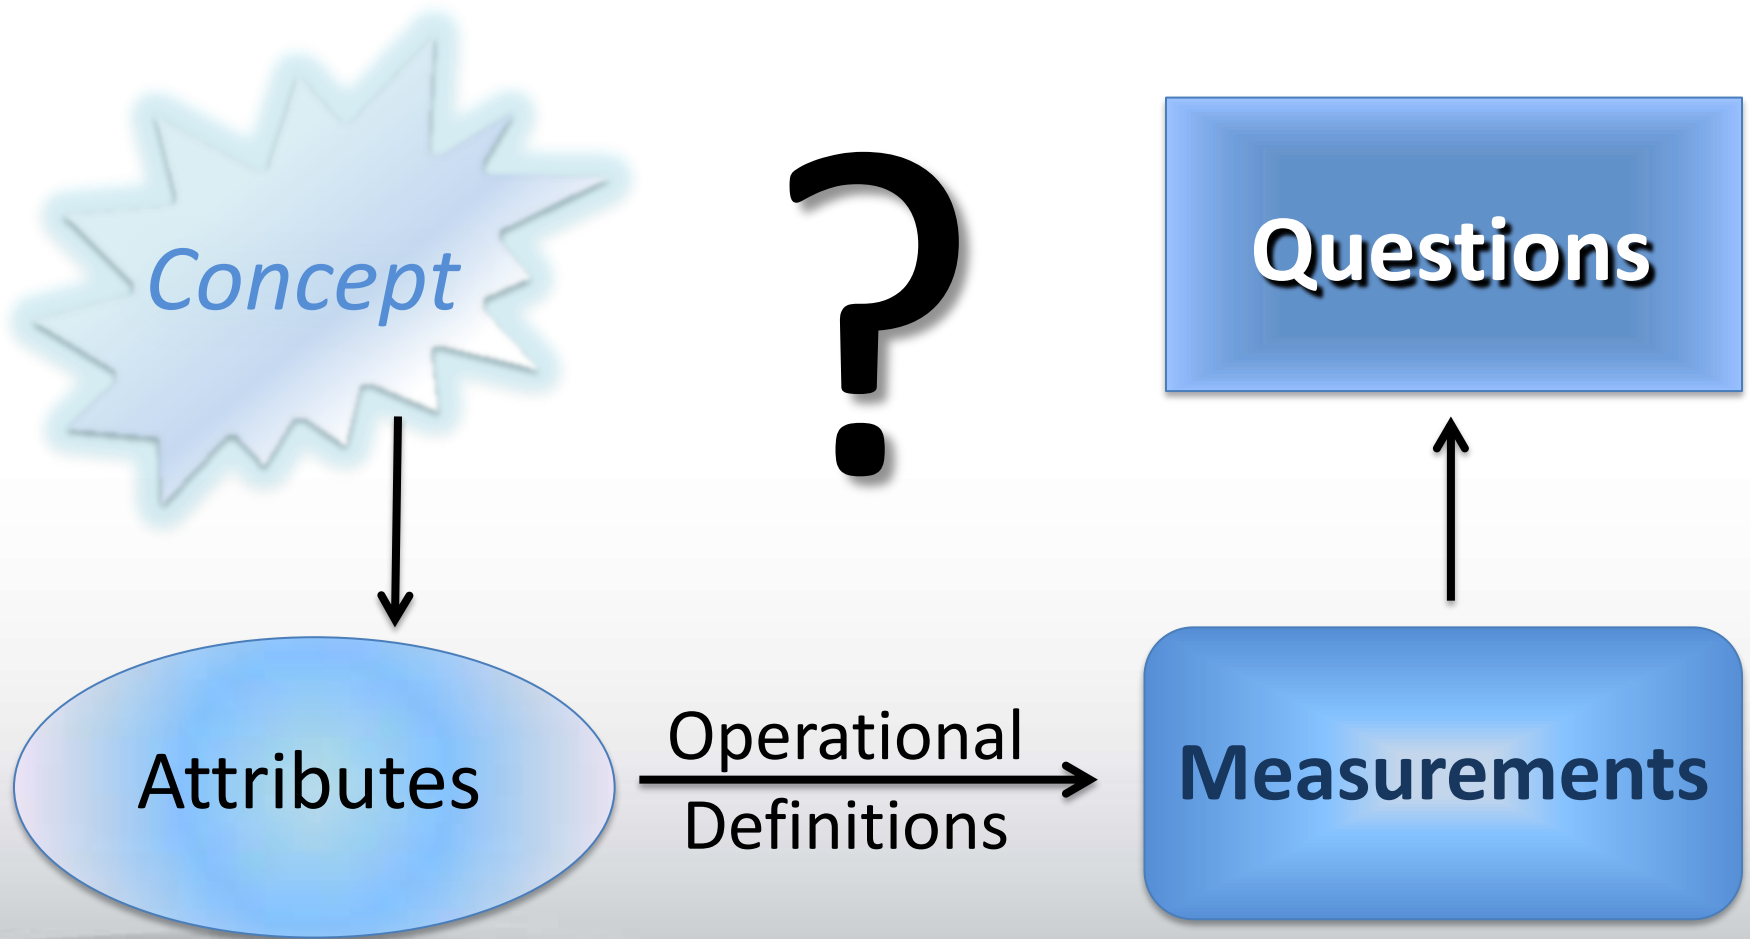 Concept
?
Questions
Attributes
Operational
Definitions
Measurements